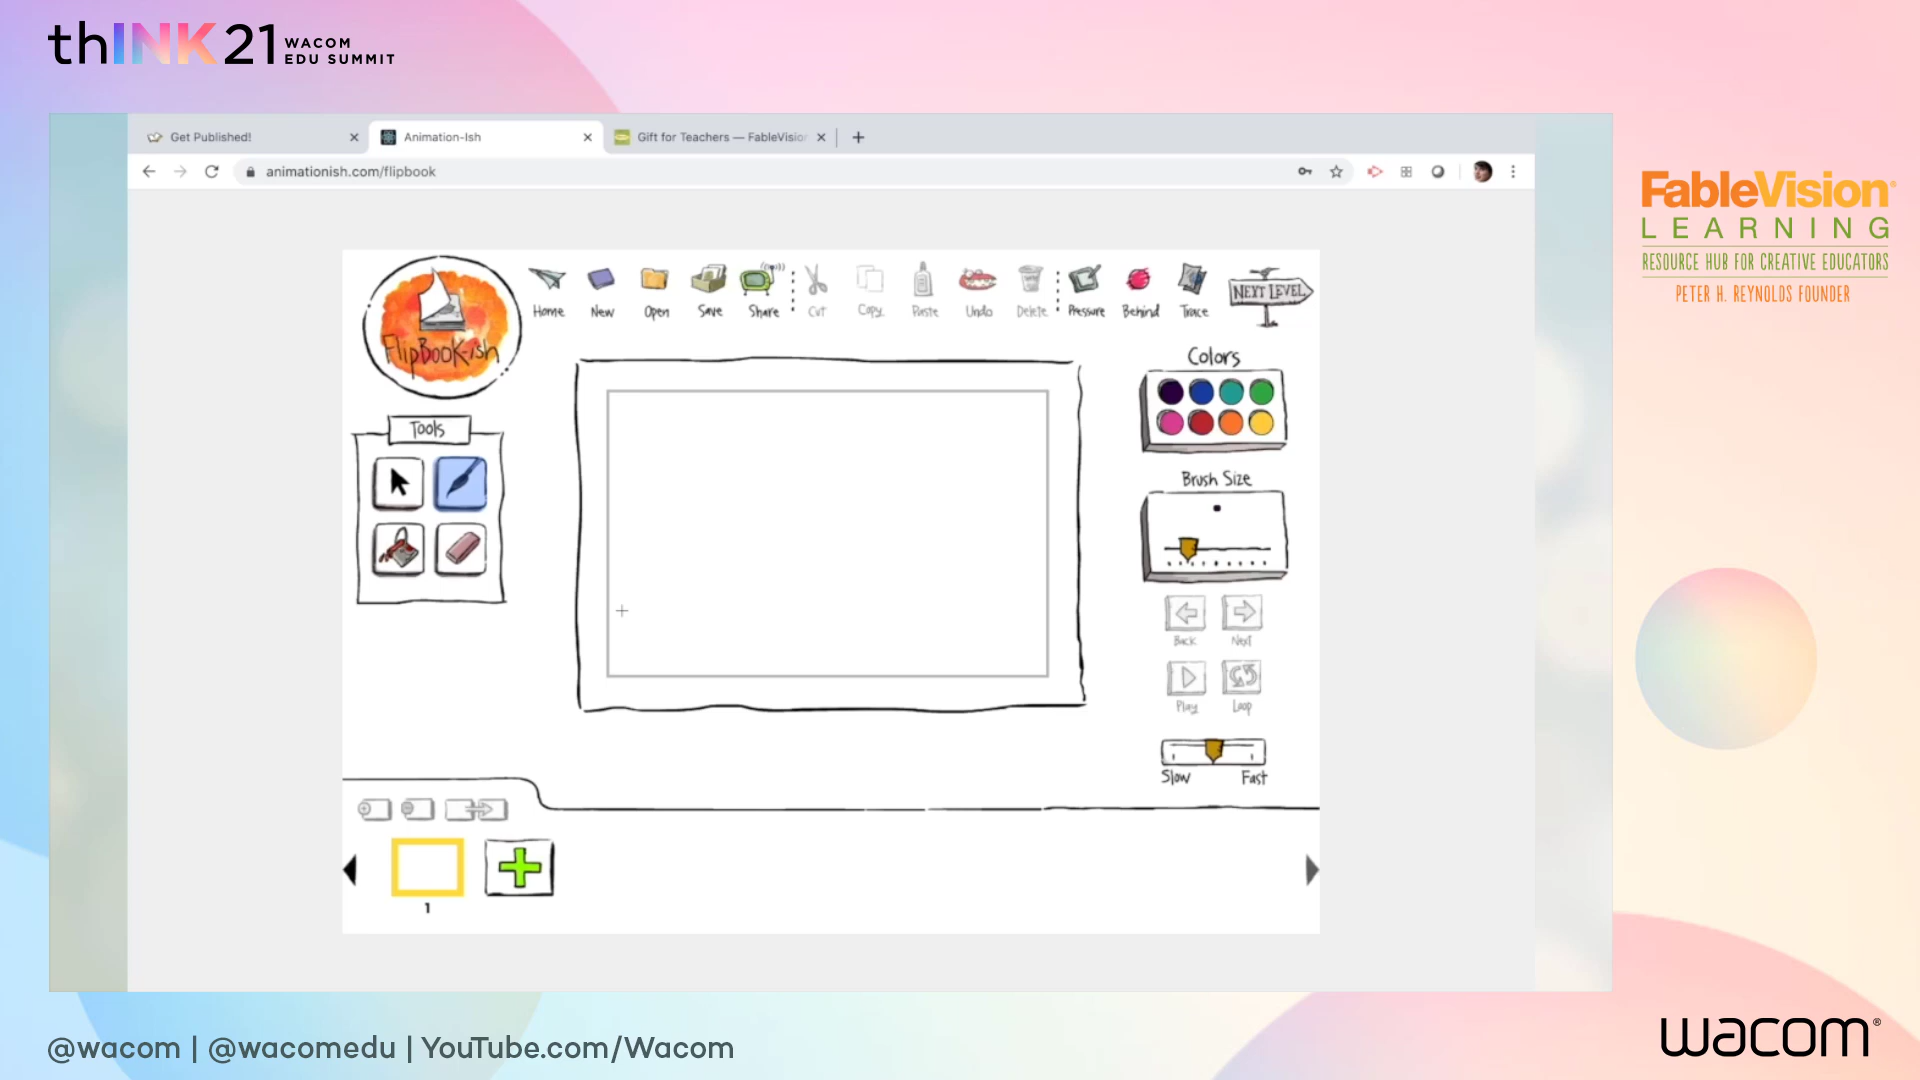 thINK21 WACOM
EDU SUMMIT
Get Published!
Animation-Ish
Gift for Teachers — FableVision
animationish.com/flipbook
FableVision®
LEARNING
RESOURCE HUB FOR CREATIVE EDUCATORS
PETER H. REYNOLDS FOUNDER
FlipBook-ish
Home
New
Open
Save
Share
Cut
Copy
Paste
Undo
Delete
Pressure
Behind
Trace
NEXT LEVEL
Tools
Colors
Brush Size
Back
Next
Play
Loop
Slow
Fast
1
@wacom | @wacomedu | YouTube.com/Wacom
wacom®